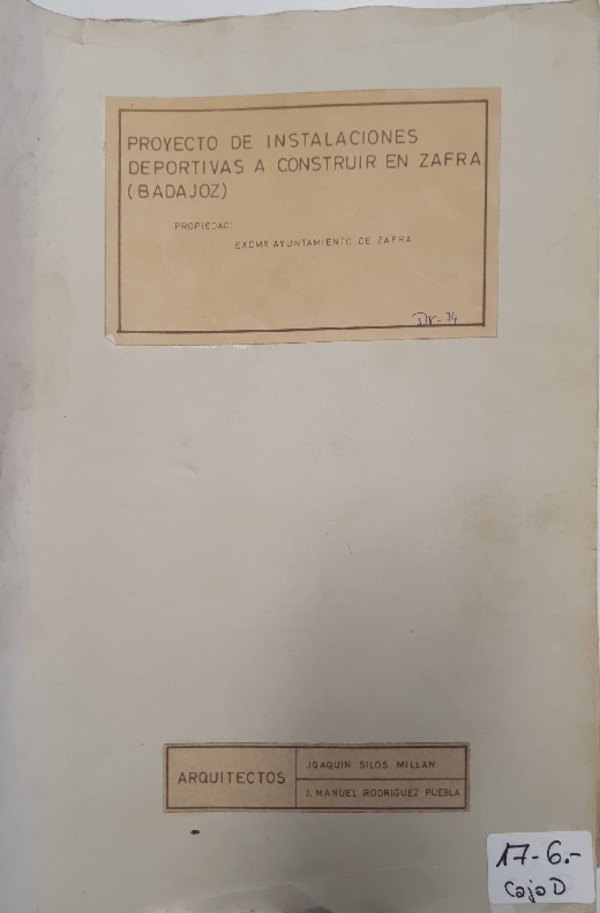 PROYECTO DE INSTALACIONES
DEPORTIVAS A CONSTRUIR EN ZAFRA
(BADAJOZ)
PROPIEDAD:
EXCMO. AYUNTAMIENTO DE ZAFRA
74
ARQUITECTOS
JOAQUIN SILOS MILLAN
J. MANUEL RODRIGUEZ PUEBLA
17-6.-
Caja D